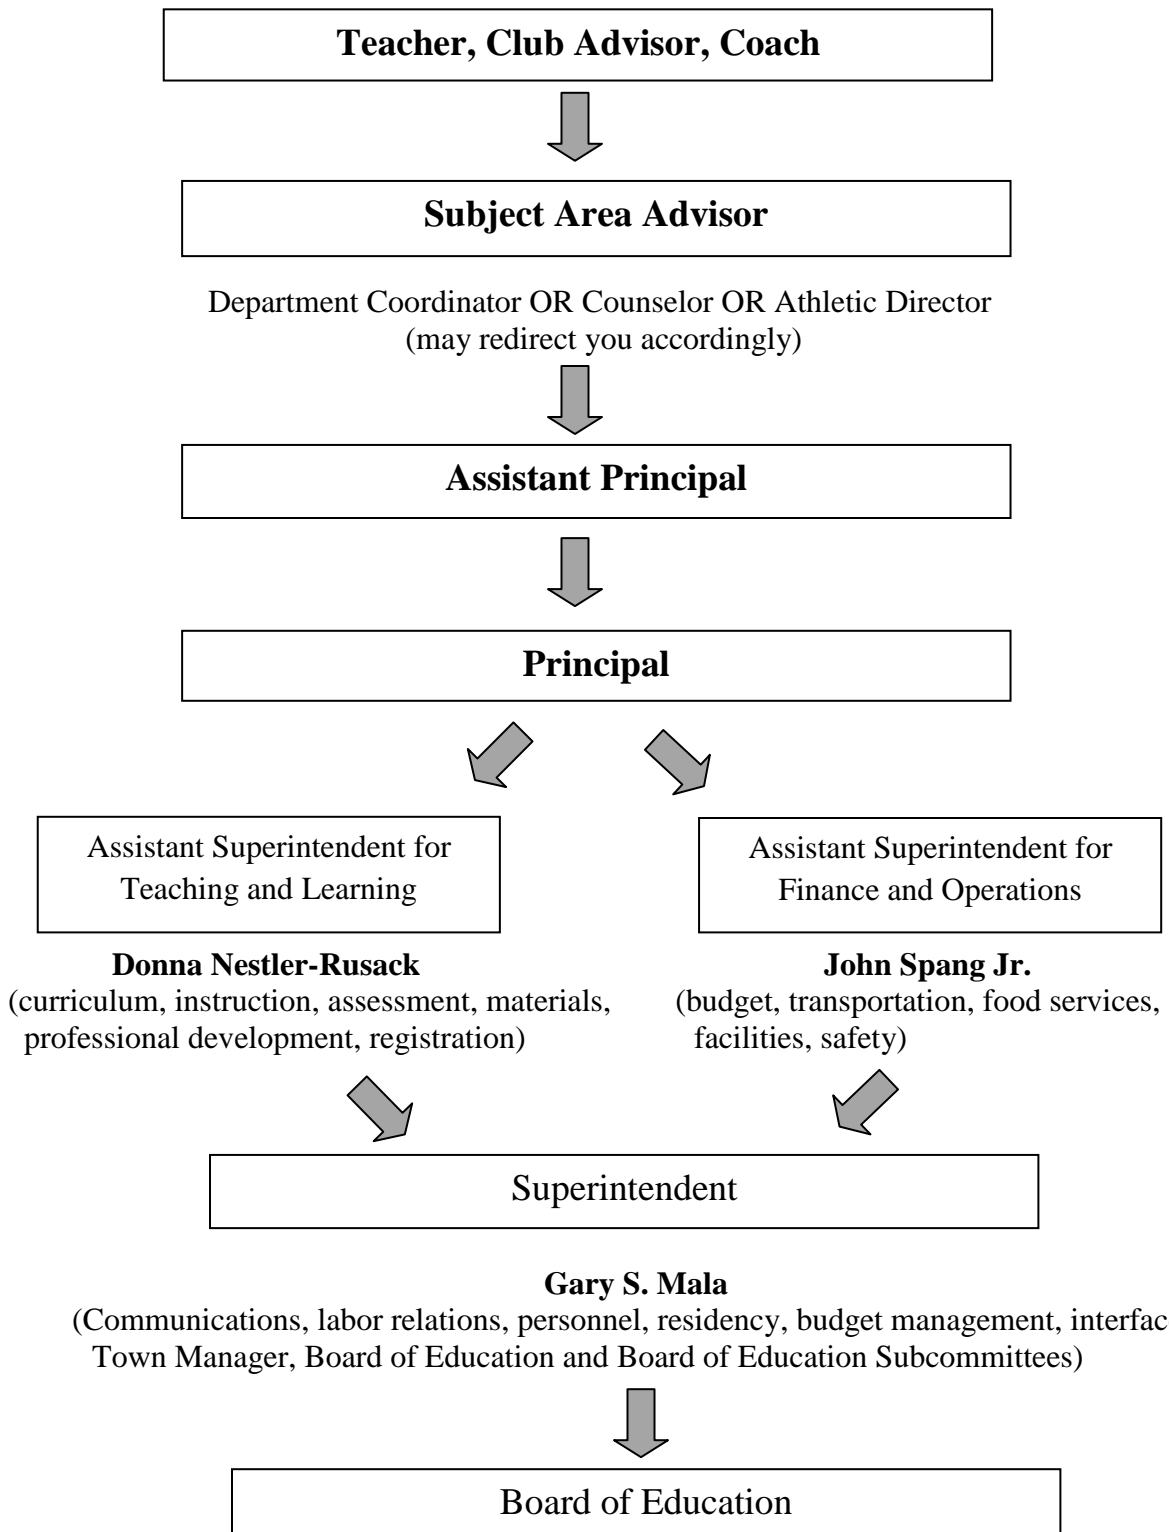 Teacher, Club Advisor, Coach
Subject Area Advisor
Department Coordinator OR Counselor OR Athletic Director
(may redirect you accordingly)
Assistant Principal
Principal
Assistant Superintendent for
Teaching and Learning
Donna Nestler-Rusack
(curriculum, instruction, assessment, materials,
professional development, registration)
Assistant Superintendent for
Finance and Operations
John Spang Jr.
(budget, transportation, food services,
facilities, safety)
Superintendent
Gary S. Mala
(Communications, labor relations, personnel, residency, budget management, interfac
Town Manager, Board of Education and Board of Education Subcommittees)
Board of Education